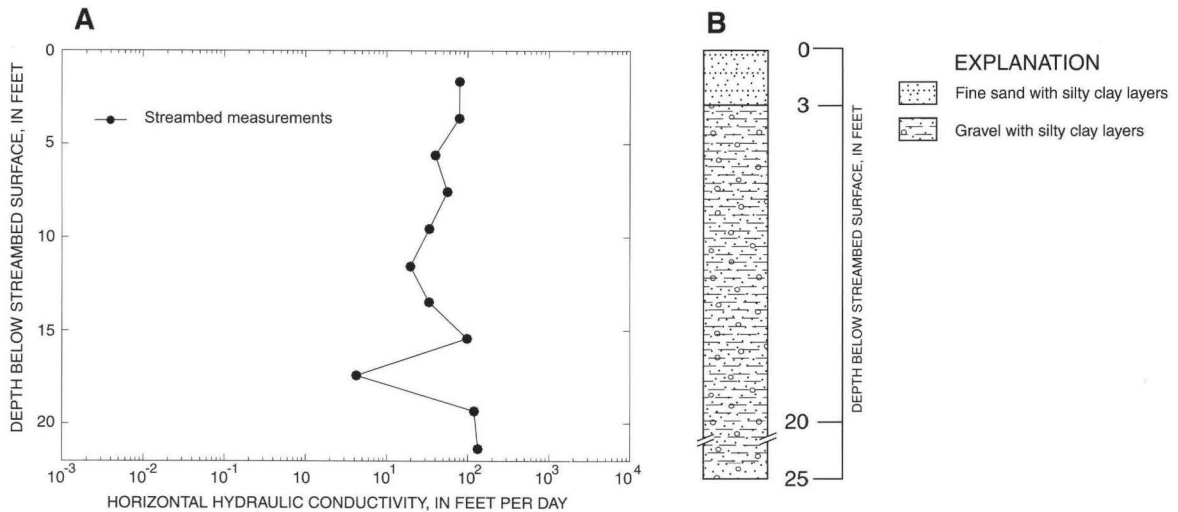 A
DEPTH BELOW STREAMBED SURFACE, IN FEET
0
5
10
15
20
Streambed measurements
10⁻³ 10⁻² 10⁻¹ 10⁰ 10¹ 10² 10³ 10⁴
HORIZONTAL HYDRAULIC CONDUCTIVITY, IN FEET PER DAY
B
0
3
20
25
DEPTH BELOW STREAMBED SURFACE, IN FEET
EXPLANATION
Fine sand with silty clay layers
Gravel with silty clay layers